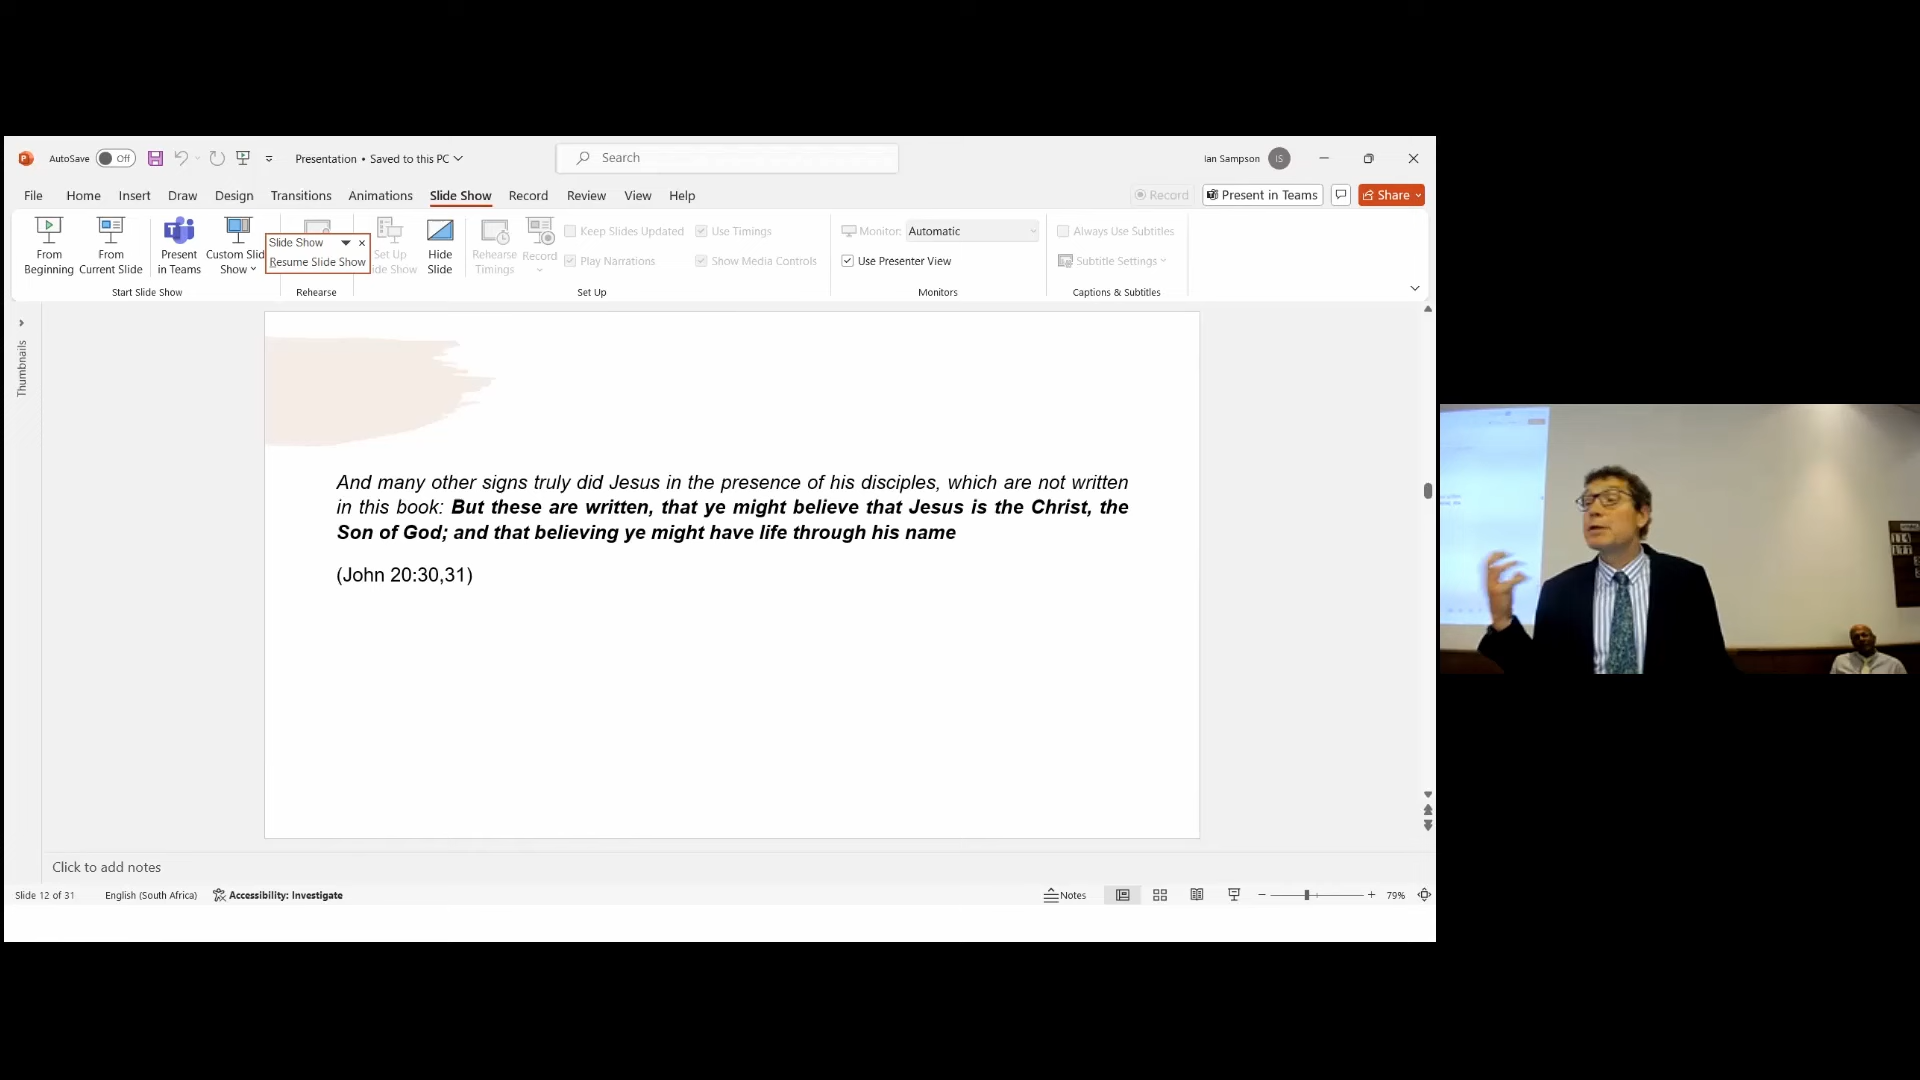 AutoSave Off Presentation • Saved to this PC Search Ian Sampson IS
File Home Insert Draw Design Transitions Animations Slide Show Record Review View Help Record Present in Teams Share
From Beginning
From Current Slide
Present in Teams
Custom Slid Show
Slide Show
Resume Slide Show
Set Up
ide Show
Hide Slide
Rehearse Timings
Record
Keep Slides Updated
Use Timings
Play Narrations
Show Media Controls
Monitor: Automatic
Use Presenter View
Always Use Subtitles
Subtitle Settings
Start Slide Show Rehearse Set Up Monitors Captions & Subtitles
Thumbnails
And many other signs truly did Jesus in the presence of his disciples, which are not written
in this book: But these are written, that ye might believe that Jesus is the Christ, the
Son of God; and that believing ye might have life through his name
(John 20:30,31)
Click to add notes
Slide 12 of 31 English (South Africa) Accessibility: Investigate Notes 79%